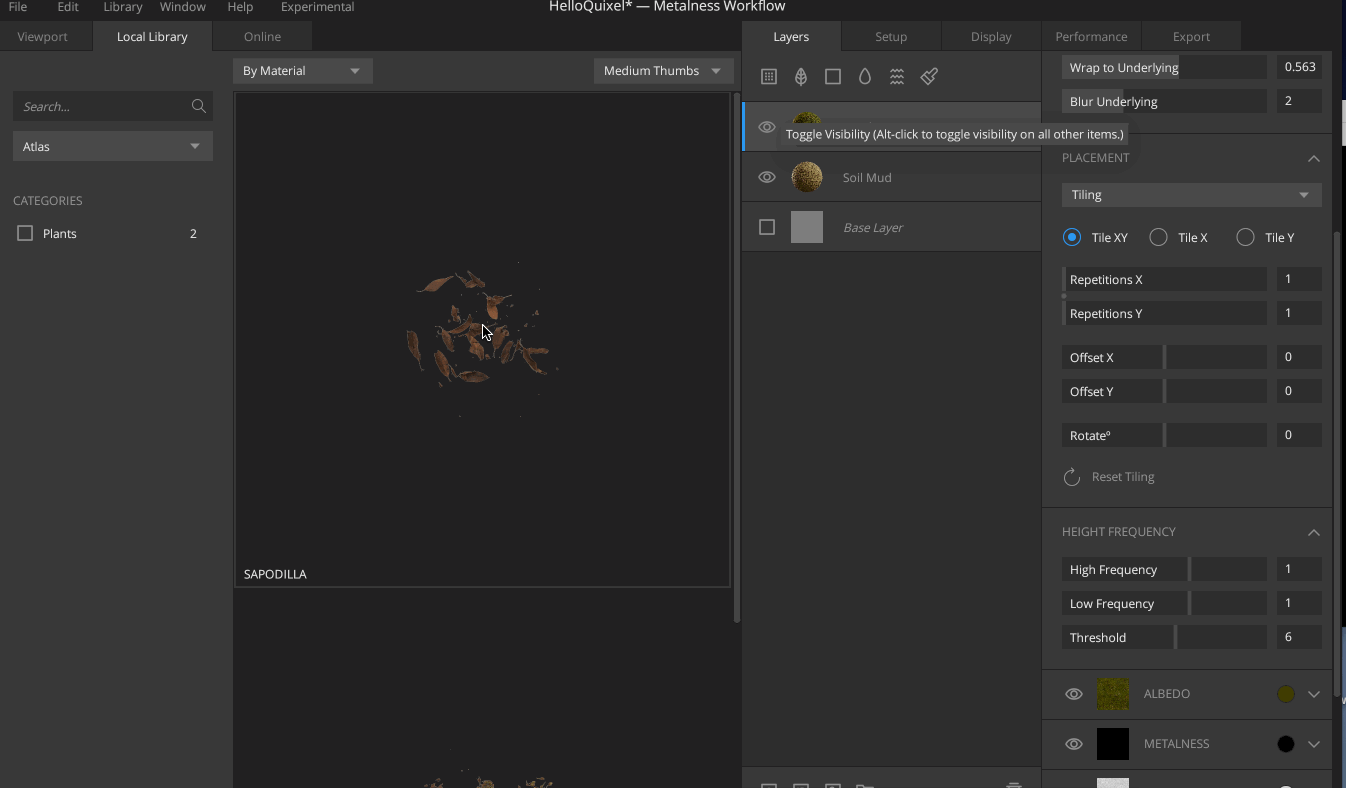 HelloQuixel* — Metalness Workflow
File Edit Library Window Help Experimental
Viewport Local Library Online
Layers Setup Display Performance Export
By Material
Medium Thumbs
Search...
Atlas
CATEGORIES
Plants 2
SAPODILLA
Toggle Visibility (Alt-click to toggle visibility on all other items.)
Soil Mud
Base Layer
Wrap to Underlying 0.563
Blur Underlying 2
PLACEMENT
Tiling
Tile XY Tile X Tile Y
Repetitions X 1
Repetitions Y 1
Offset X 0
Offset Y 0
Rotateº 0
Reset Tiling
HEIGHT FREQUENCY
High Frequency 1
Low Frequency 1
Threshold 6
ALBEDO
METALNESS